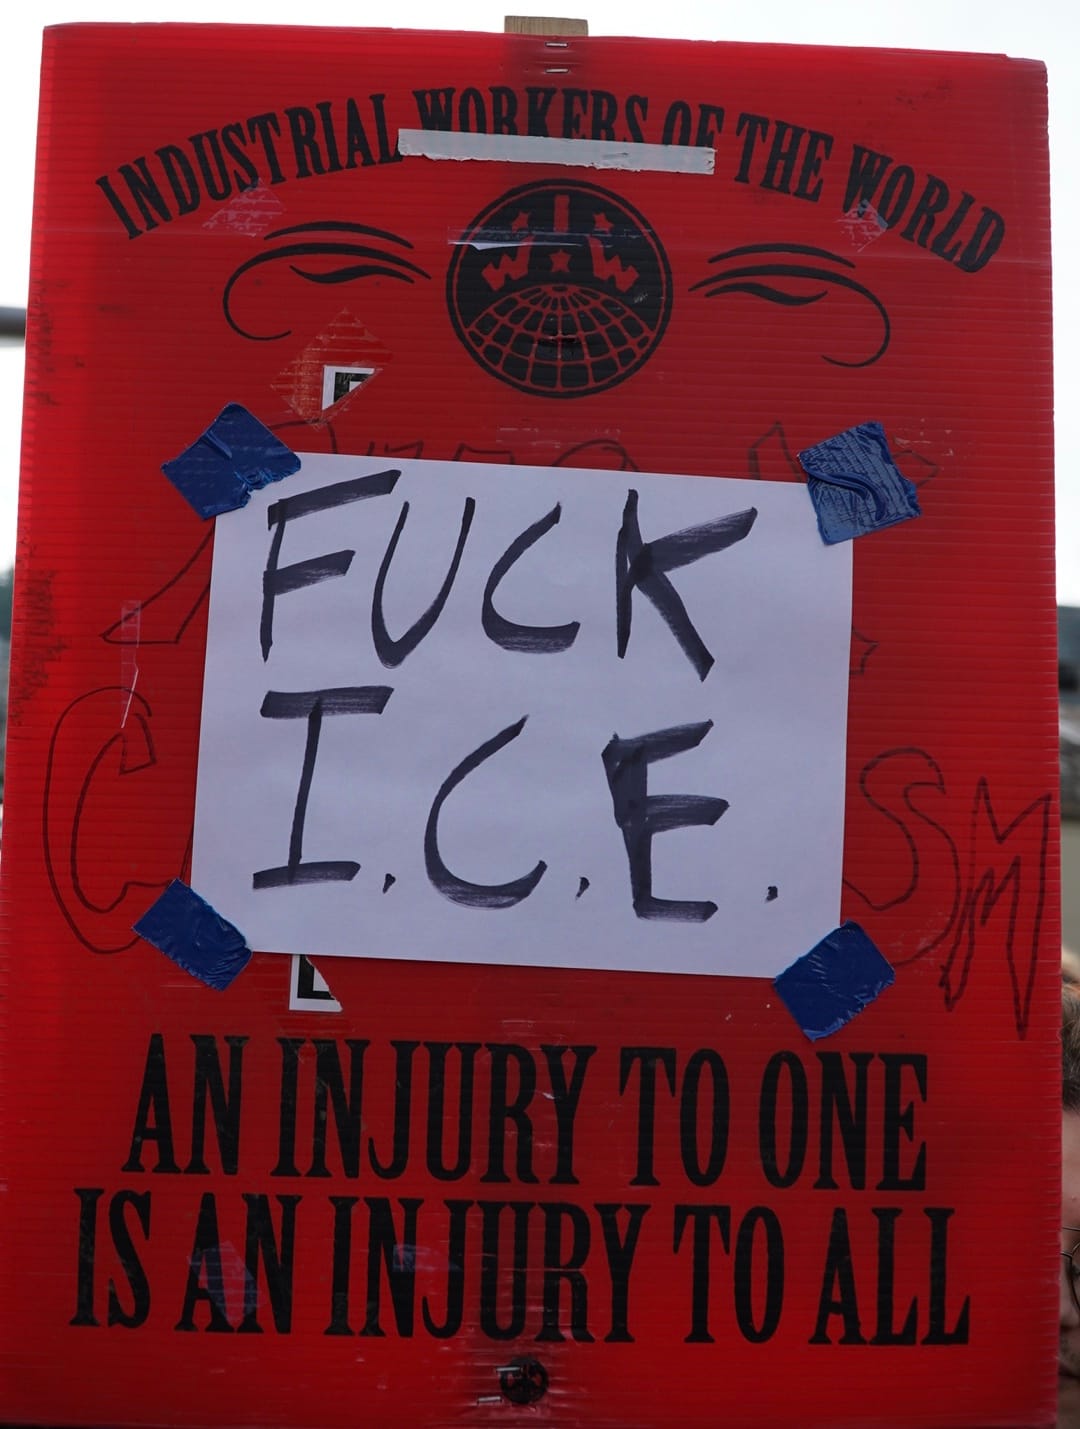 INDUSTRIAL WORKERS OF THE WORLD
I W W
FUCK
I.C.E.
AN INJURY TO ONE
IS AN INJURY TO ALL